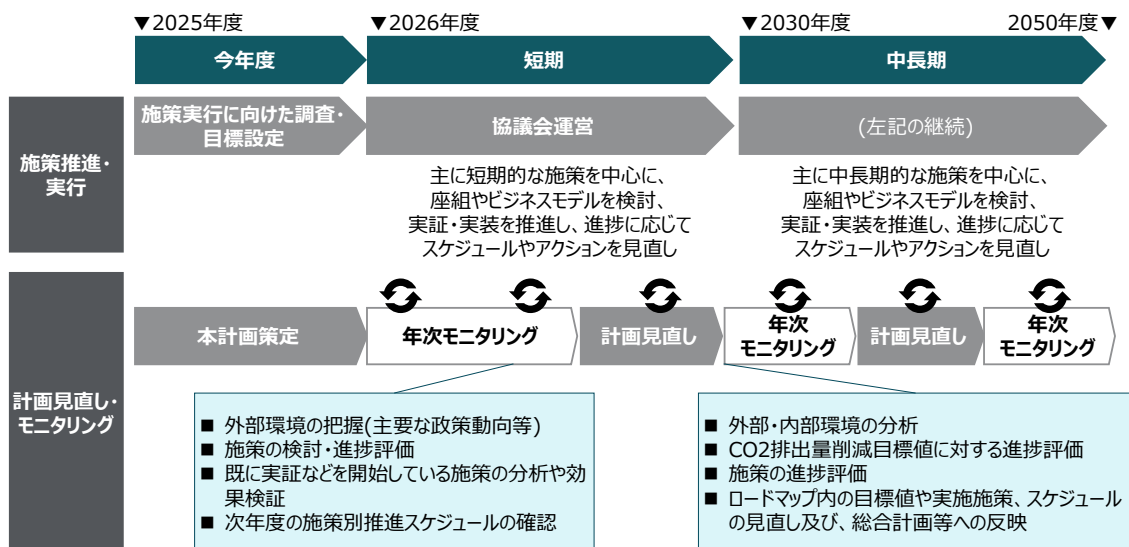 ▼2025年度
▼2026年度
▼2030年度
2050年度▼
今年度
短期
中長期
施策推進・
実行
施策実行に向けた調査・
目標設定
協議会運営
(左記の継続)
主に短期的な施策を中心に、
座組やビジネスモデルを検討、
実証・実装を推進し、進捗に応じて
スケジュールやアクションを見直し
主に中長期的な施策を中心に、
座組やビジネスモデルを検討、
実証・実装を推進し、進捗に応じて
スケジュールやアクションを見直し
計画見直し・
モニタリング
本計画策定
年次モニタリング
計画見直し
年次
モニタリング
計画見直し
年次
モニタリング
■ 外部環境の把握(主要な政策動向等)
■ 施策の検討・進捗評価
■ 既に実証などを開始している施策の分析や効
果検証
■ 次年度の施策別推進スケジュールの確認
■ 外部・内部環境の分析
■ CO2排出量削減目標値に対する進捗評価
■ 施策の進捗評価
■ ロードマップ内の目標値や実施施策、スケジュール
の見直し及び、総合計画等への反映